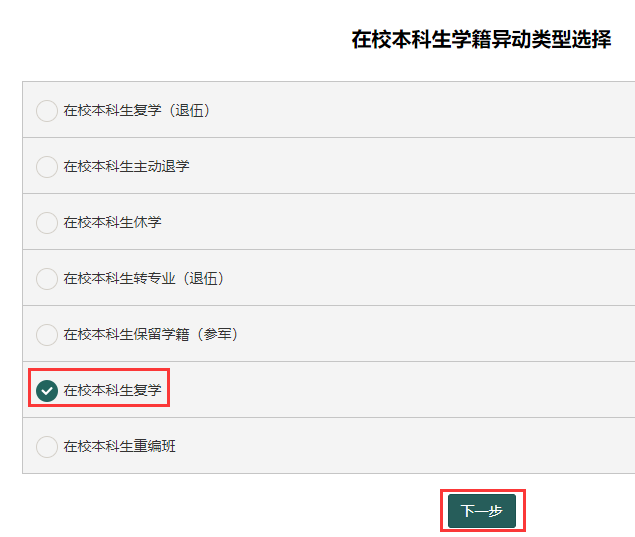 在校本科生学籍异动类型选择
在校本科生复学（退伍）
在校本科生主动退学
在校本科生休学
在校本科生转专业（退伍）
在校本科生保留学籍（参军）
在校本科生复学
在校本科生重编班
下一步